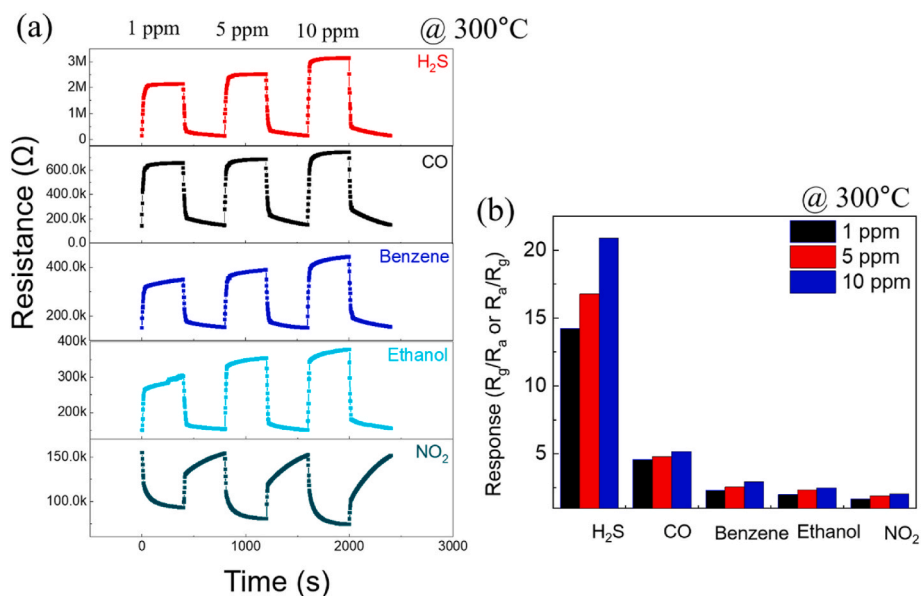 (a)
1 ppm 5 ppm 10 ppm @ 300°C
H₂S
3M
2M
1M
0
CO
600.0k
400.0k
200.0k
0.0
Benzene
400.0k
200.0k
Ethanol
400k
300k
200k
NO₂
150.0k
100.0k
Resistance (Ω)
0 1000 2000 3000
Time (s)
(b)
@ 300°C
1 ppm
5 ppm
10 ppm
20
15
10
5
Response (Rg/Ra or Ra/Rg)
H₂S CO Benzene Ethanol NO₂